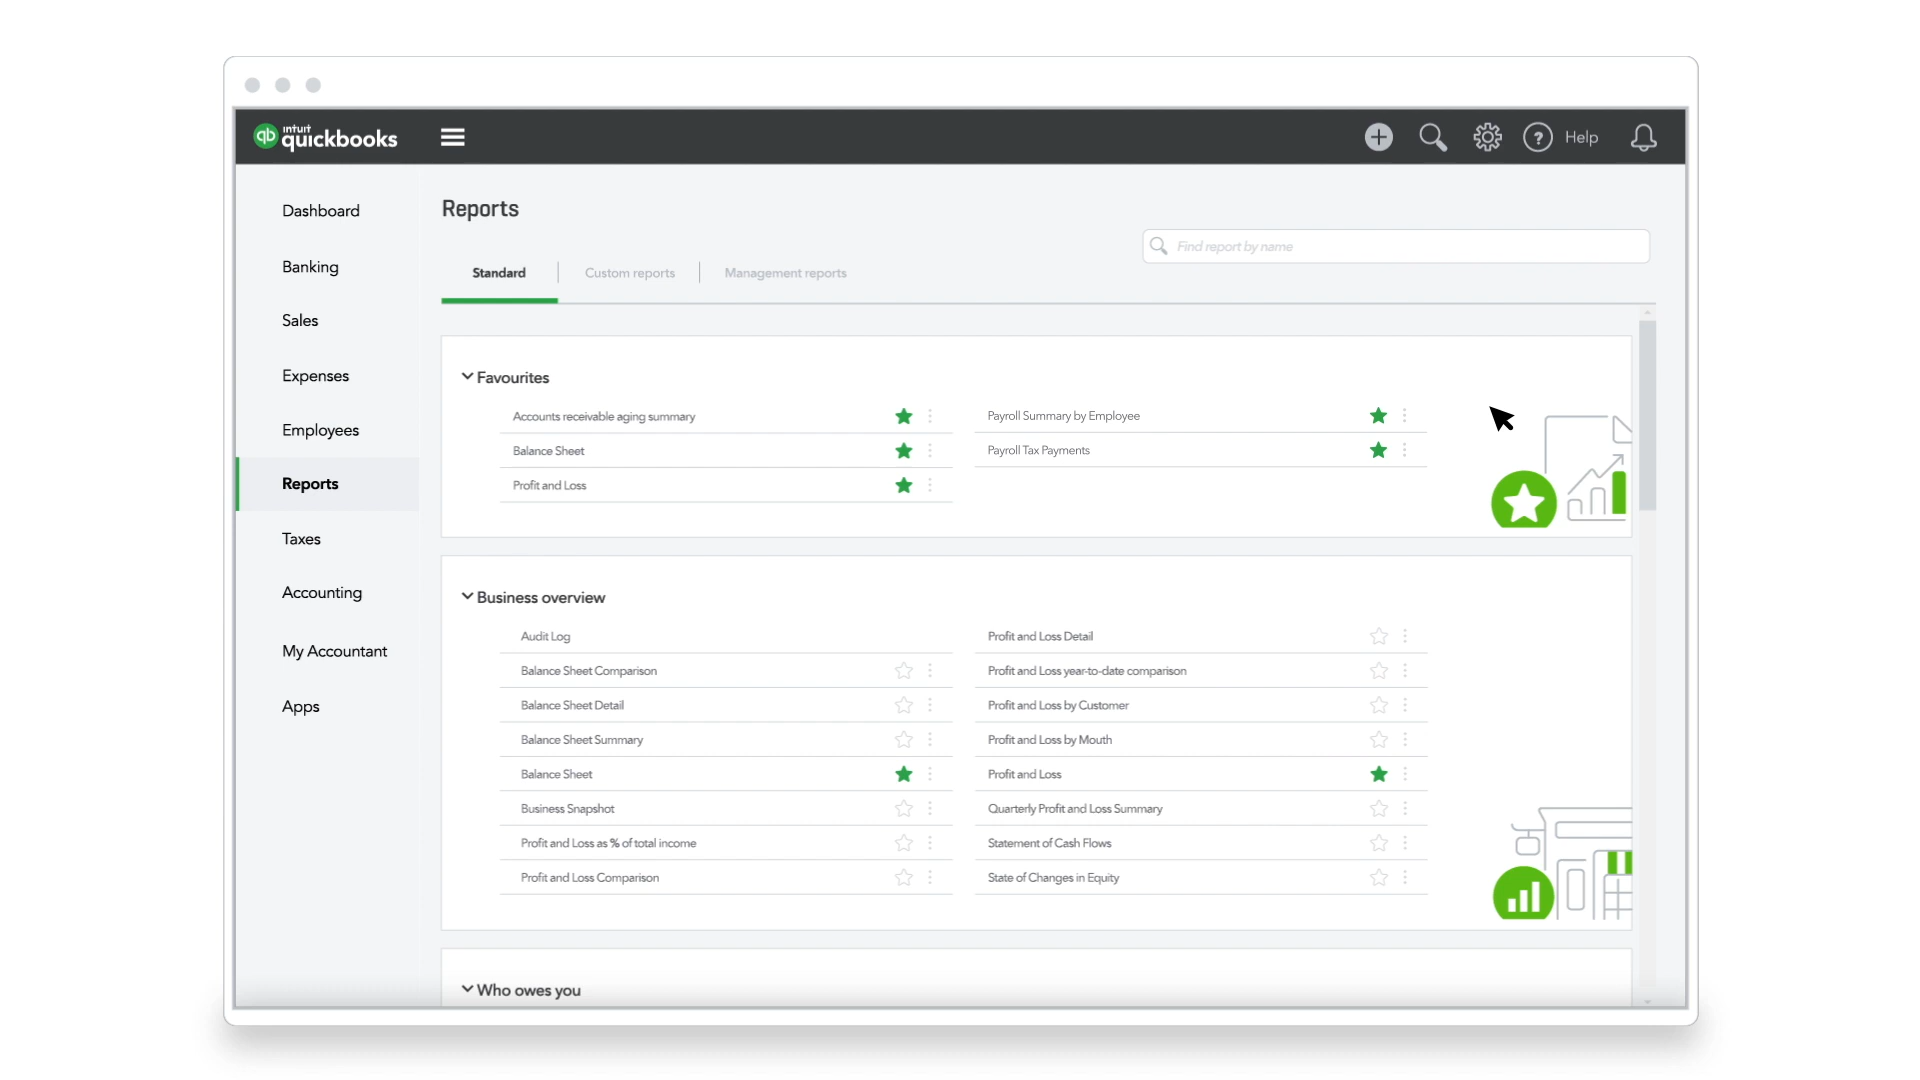 intuit
quickbooks
Help
Dashboard
Banking
Sales
Expenses
Employees
Reports
Taxes
Accounting
My Accountant
Apps
Reports
Find report by name
Standard
Custom reports
Management reports
Favourites
Accounts receivable aging summary
Balance Sheet
Profit and Loss
Payroll Summary by Employee
Payroll Tax Payments
Business overview
Audit Log
Balance Sheet Comparison
Balance Sheet Detail
Balance Sheet Summary
Balance Sheet
Business Snapshot
Profit and Loss as % of total income
Profit and Loss Comparison
Profit and Loss Detail
Profit and Loss year-to-date comparison
Profit and Loss by Customer
Profit and Loss by Mouth
Profit and Loss
Quarterly Profit and Loss Summary
Statement of Cash Flows
State of Changes in Equity
Who owes you